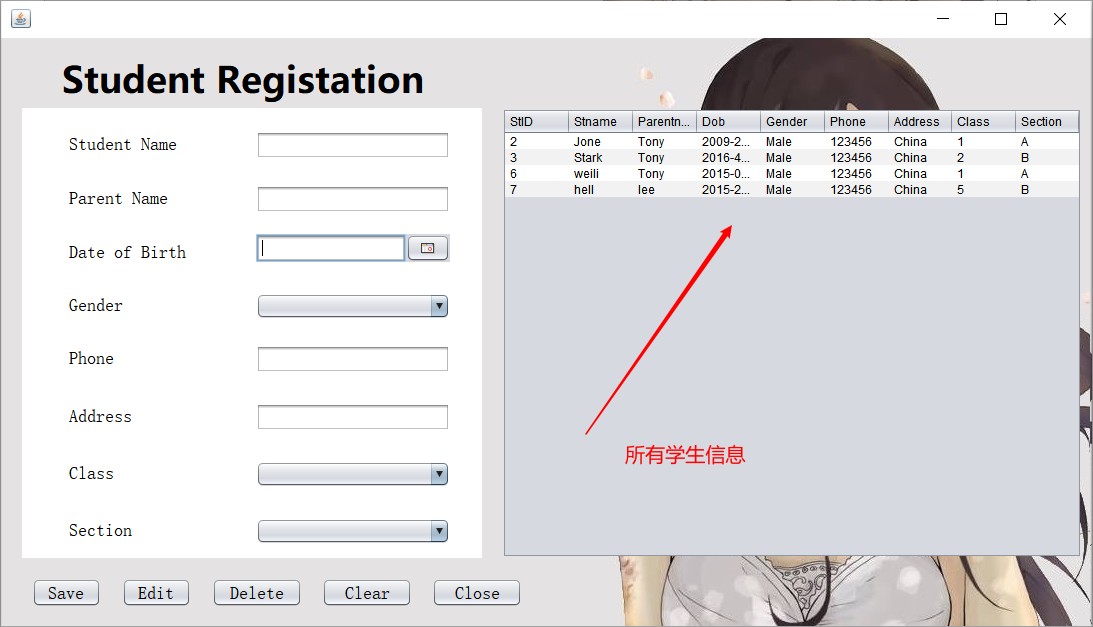 Student Registation
Student Name
Parent Name
Date of Birth
Gender
Phone
Address
Class
Section
Save Edit Delete Clear Close
StID Stname Parentn... Dob Gender Phone Address Class Section
2 Jone Tony 2009-2... Male 123456 China 1 A
3 Stark Tony 2016-4... Male 123456 China 2 B
6 weili Tony 2015-0... Male 123456 China 1 A
7 hell lee 2015-2... Male 123456 China 5 B
所有学生信息